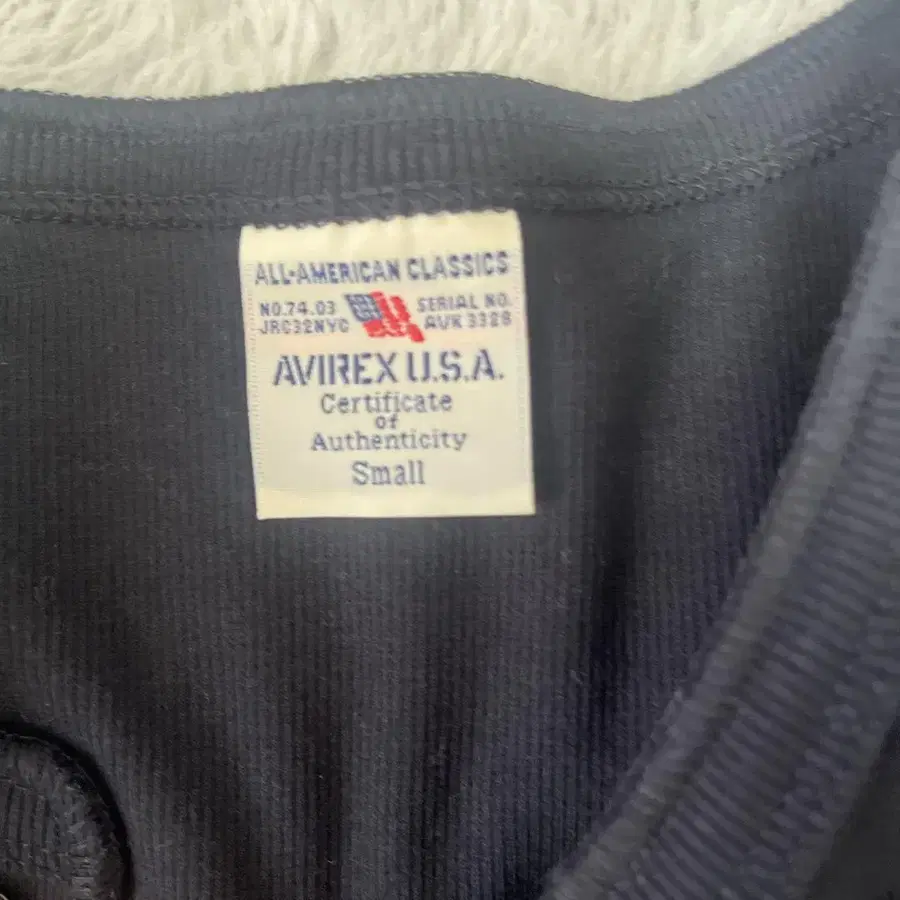 ALL-AMERICAN CLASSICS
NO.74.03 SERIAL NO.
JRC32NYC AVK 3328
AVIREX U.S.A.
Certificate
of
Authenticity
Small